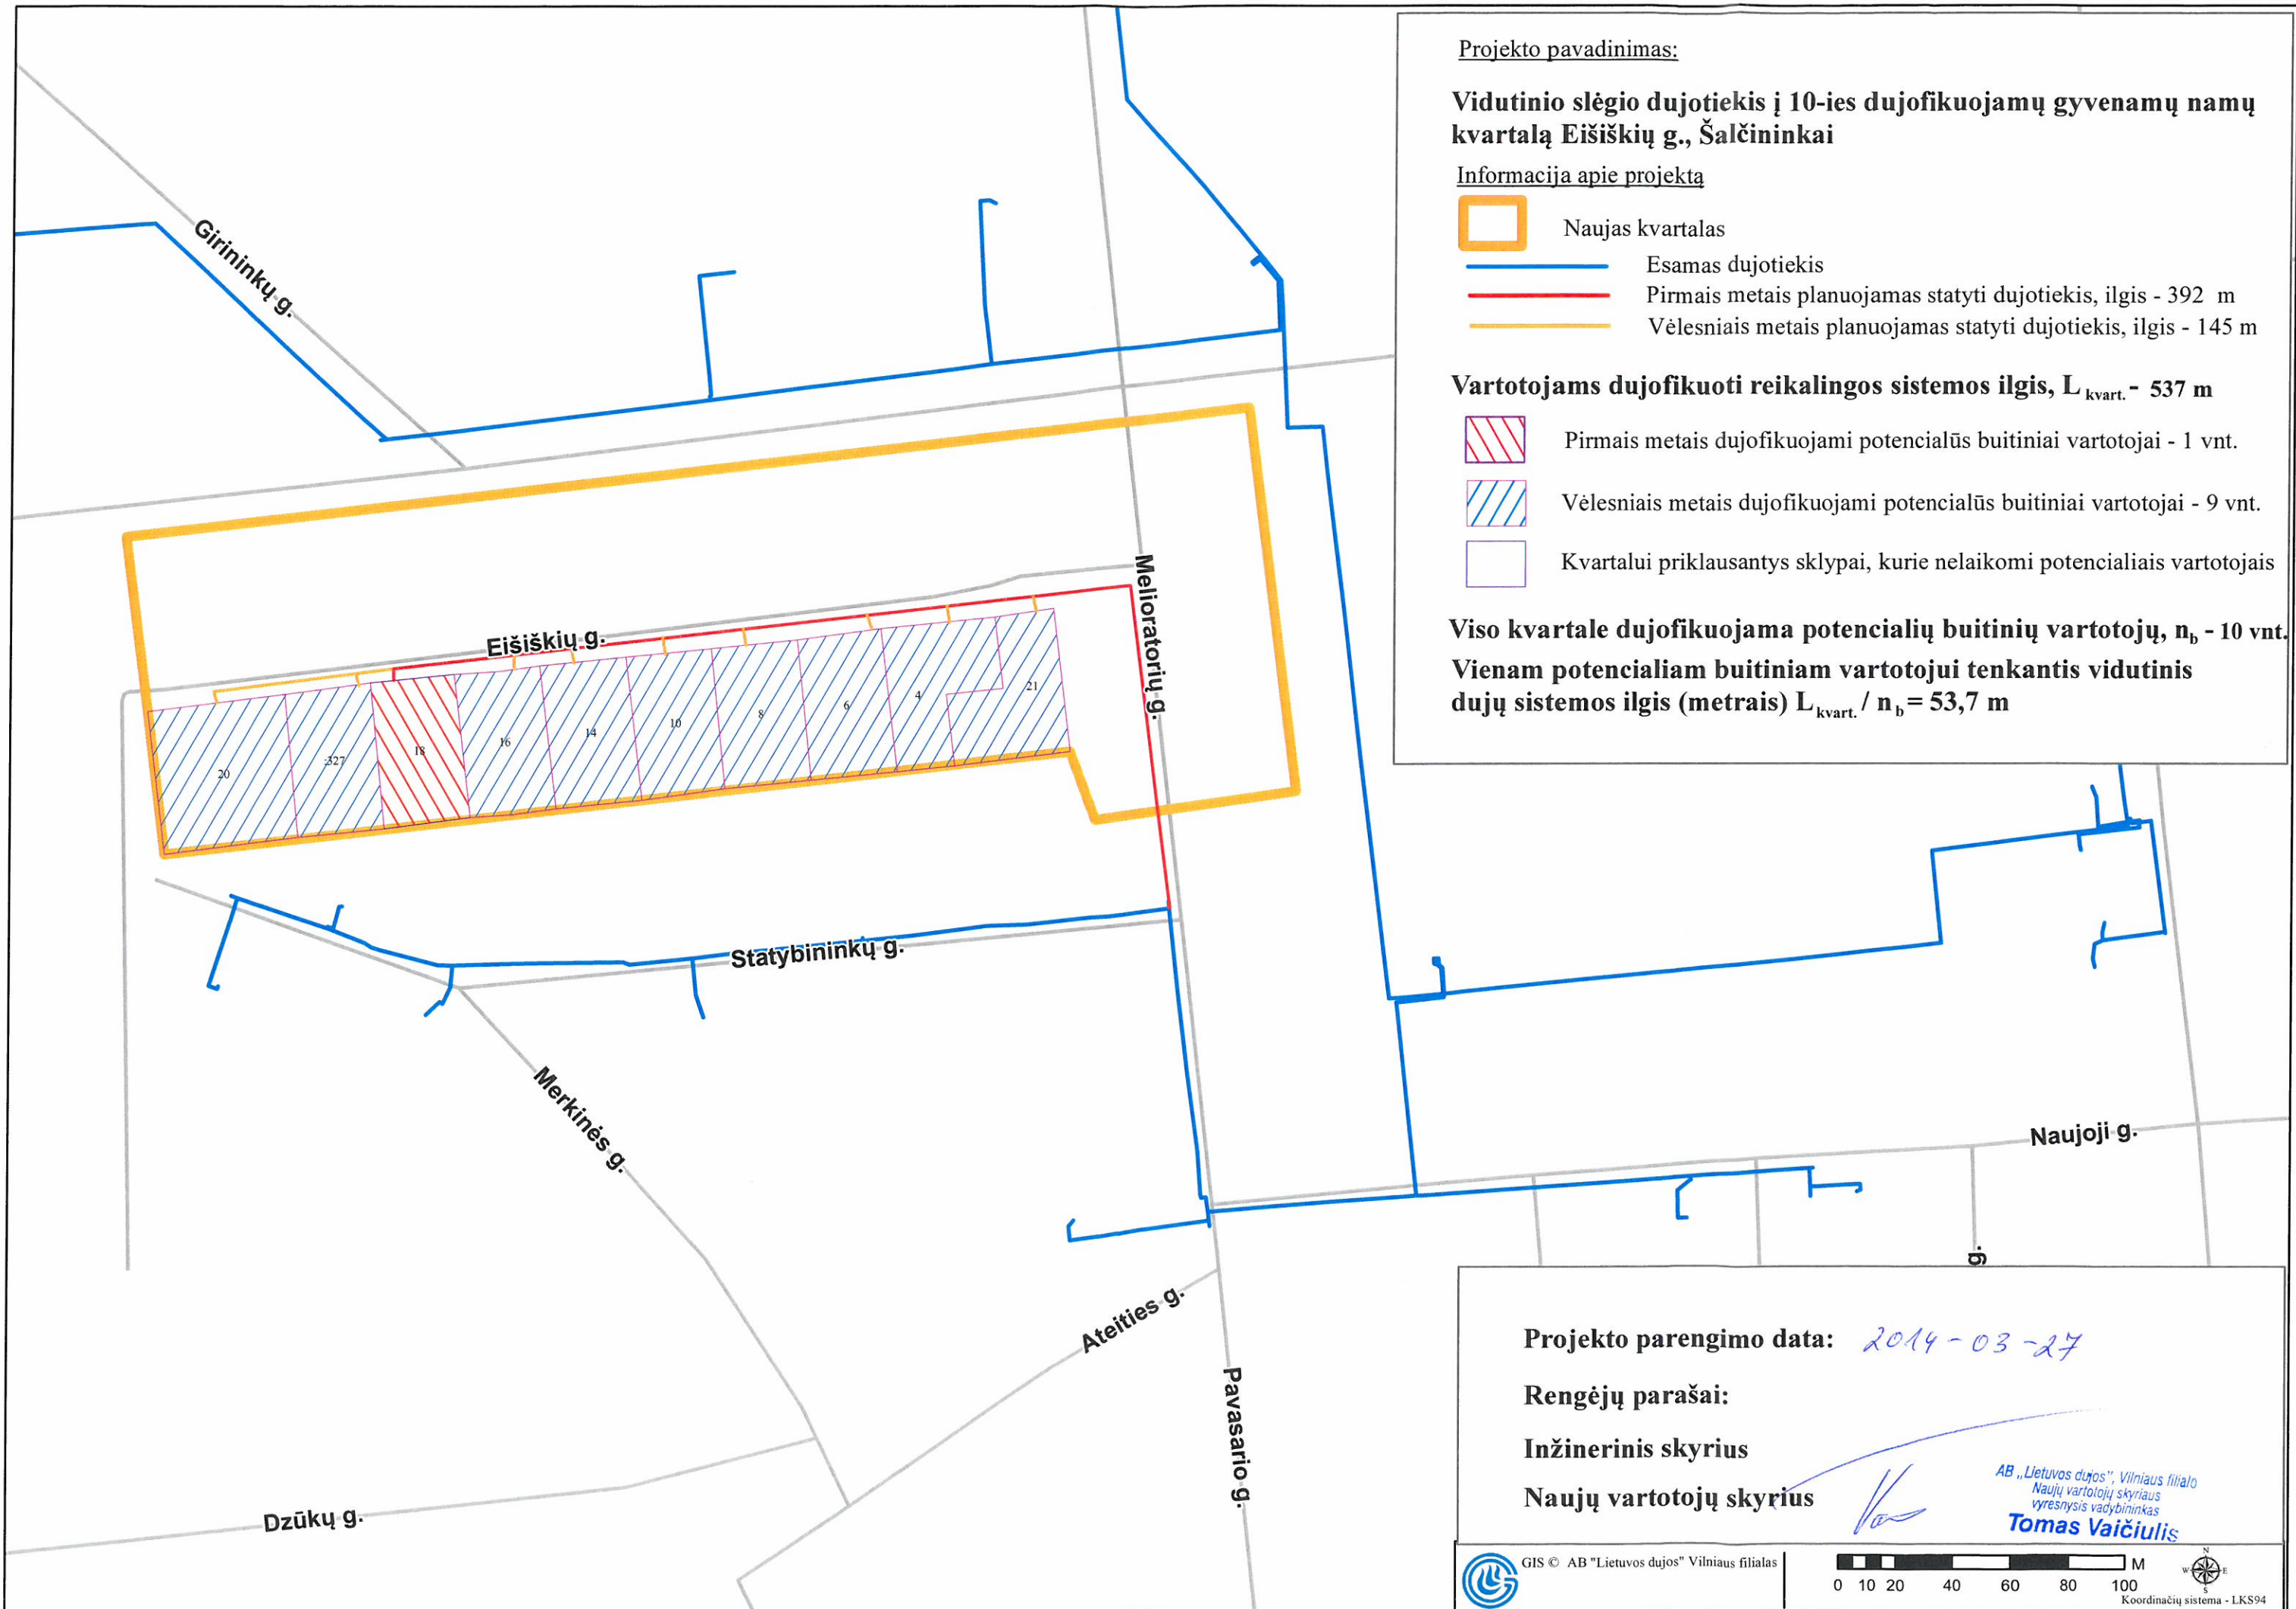 Projekto pavadinimas:
Vidutinio slėgio dujotiekis į 10-ies dujofikuojamų gyvenamų namų
kvartalą Eišiškių g., Šalčininkai
Informacija apie projektą
Naujas kvartalas
Esamas dujotiekis
Pirmais metais planuojamas statyti dujotiekis, ilgis - 392 m
Vėlesniais metais planuojamas statyti dujotiekis, ilgis - 145 m
Vartotojams dujofikuoti reikalingos sistemos ilgis, L kvart. - 537 m
Pirmais metais dujofikuojami potencialūs buitiniai vartotojai - 1 vnt.
Vėlesniais metais dujofikuojami potencialūs buitiniai vartotojai - 9 vnt.
Kvartalui priklausantys sklypai, kurie nelaikomi potencialiais vartotojais
Viso kvartale dujofikuojama potencialių buitinių vartotojų, n b - 10 vnt.
Vienam potencialiam buitiniam vartotojui tenkantis vidutinis
dujų sistemos ilgis (metrais) L kvart. / n b = 53,7 m
Girininkų g.
Eišiškių g.
Melioratorių g.
20
:327
18
16
14
10
8
6
4
21
Statybininkų g.
Merkinės g.
Naujoji g.
g.
Ateities g.
Pavasario g.
Dzūkų g.
Projekto parengimo data: 2014-03-27
Rengėjų parašai:
Inžinerinis skyrius
Naujų vartotojų skyrius
AB „Lietuvos dujos", Vilniaus filialo
Naujų vartotojų skyriaus
vyresnysis vadybininkas
Tomas Vaičiulis
GIS © AB "Lietuvos dujos" Vilniaus filialas
M
0 10 20 40 60 80 100
N
W E
S
Koordinačių sistema - LKS94